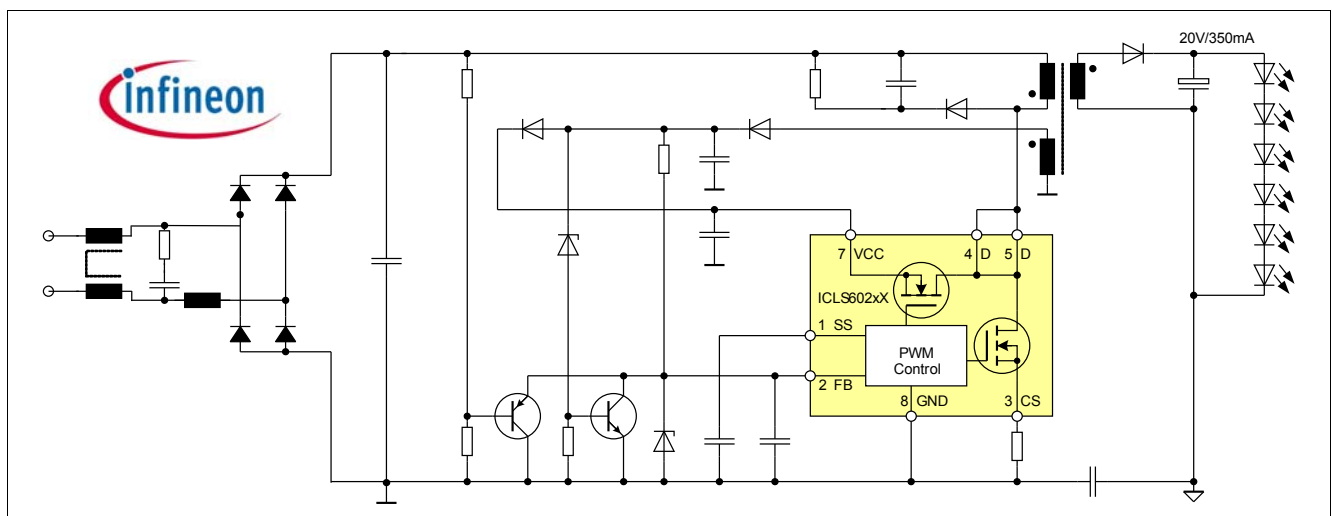 20V/350mA
infineon
7 VCC
4 D
5 D
ICLS602xX
1 SS
PWM
Control
2 FB
8 GND
3 CS